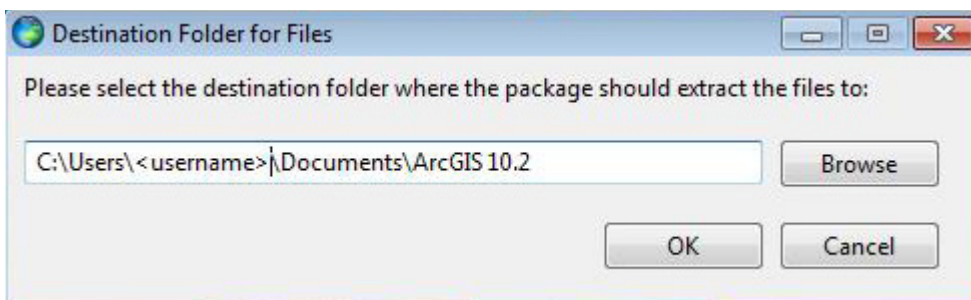 Destination Folder for Files
Please select the destination folder where the package should extract the files to:
C:\Users\<username>\Documents\ArcGIS 10.2
Browse
OK
Cancel